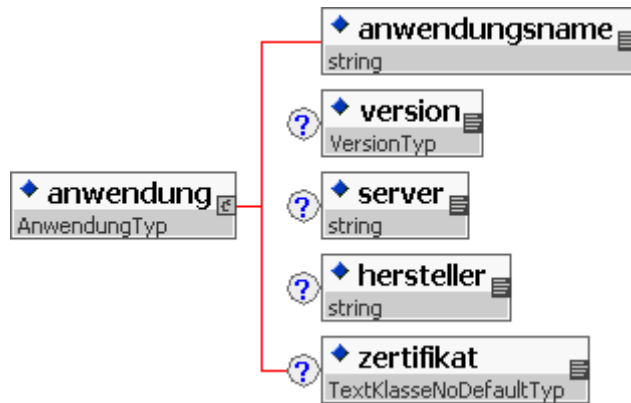 anwendungsname
string
?
version
VersionTyp
anwendung
AnwendungTyp
?
server
string
?
hersteller
string
?
zertifikat
TextKlasseNoDefaultTyp